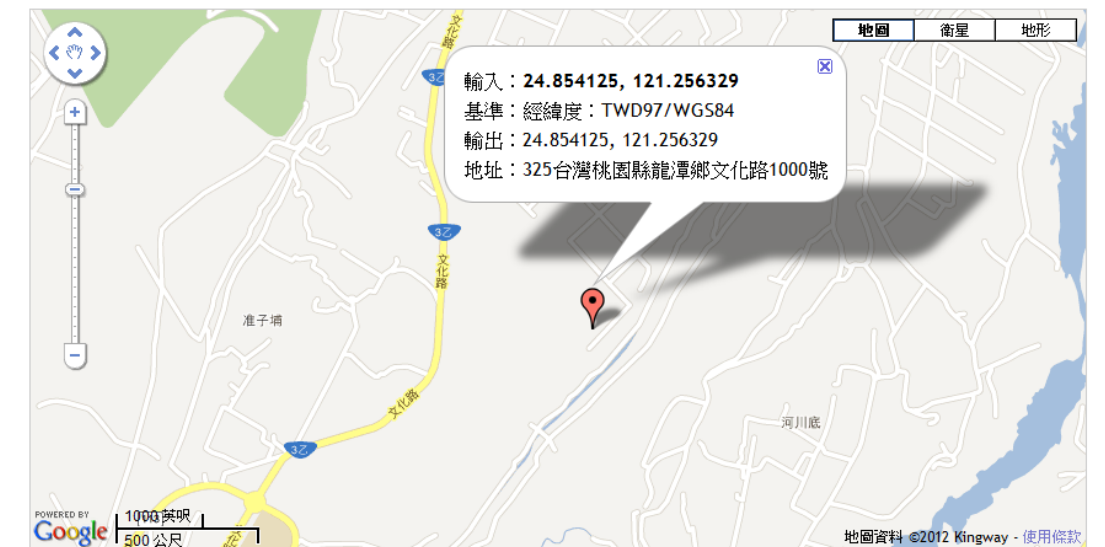 文化路
地圖
衛星
地形
3乙
輸入：24.854125, 121.256329
基準：經緯度：TWD97/WGS84
輸出：24.854125, 121.256329
地址：325台灣桃園縣龍潭鄉文化路1000號
3乙
文化路
准子埔
文化路
河川底
3乙
POWERED BY
Google
1000 英呎
500 公尺
地圖資料 ©2012 Kingway - 使用條款